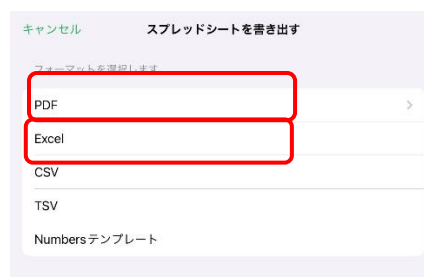 キャンセル スプレッドシートを書き出す
フォーマットを選択します
PDF
Excel
CSV
TSV
Numbersテンプレート